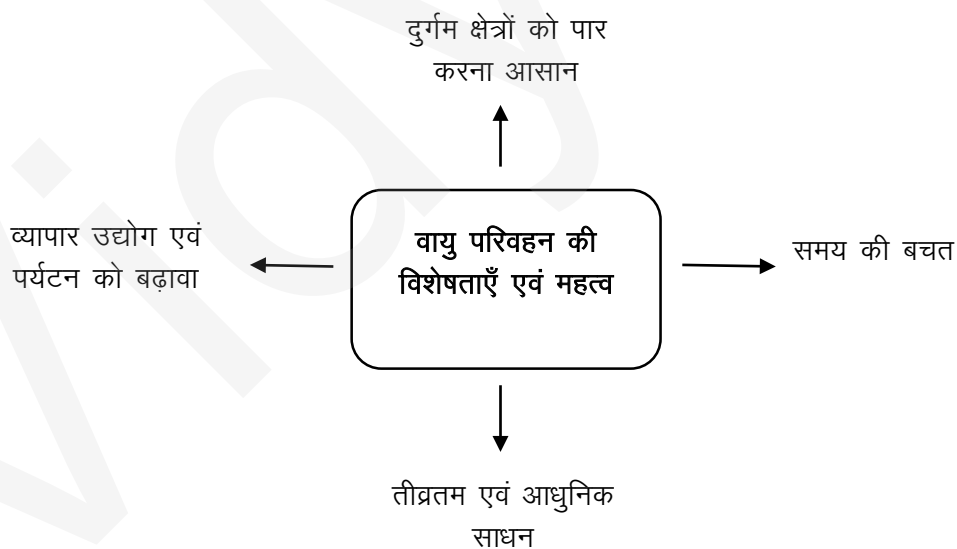 दुर्गम क्षेत्रों को पार
करना आसान
व्यापार उद्योग एवं
पर्यटन को बढ़ावा
वायु परिवहन की
विशेषताएँ एवं महत्व
समय की बचत
तीव्रतम एवं आधुनिक
साधन